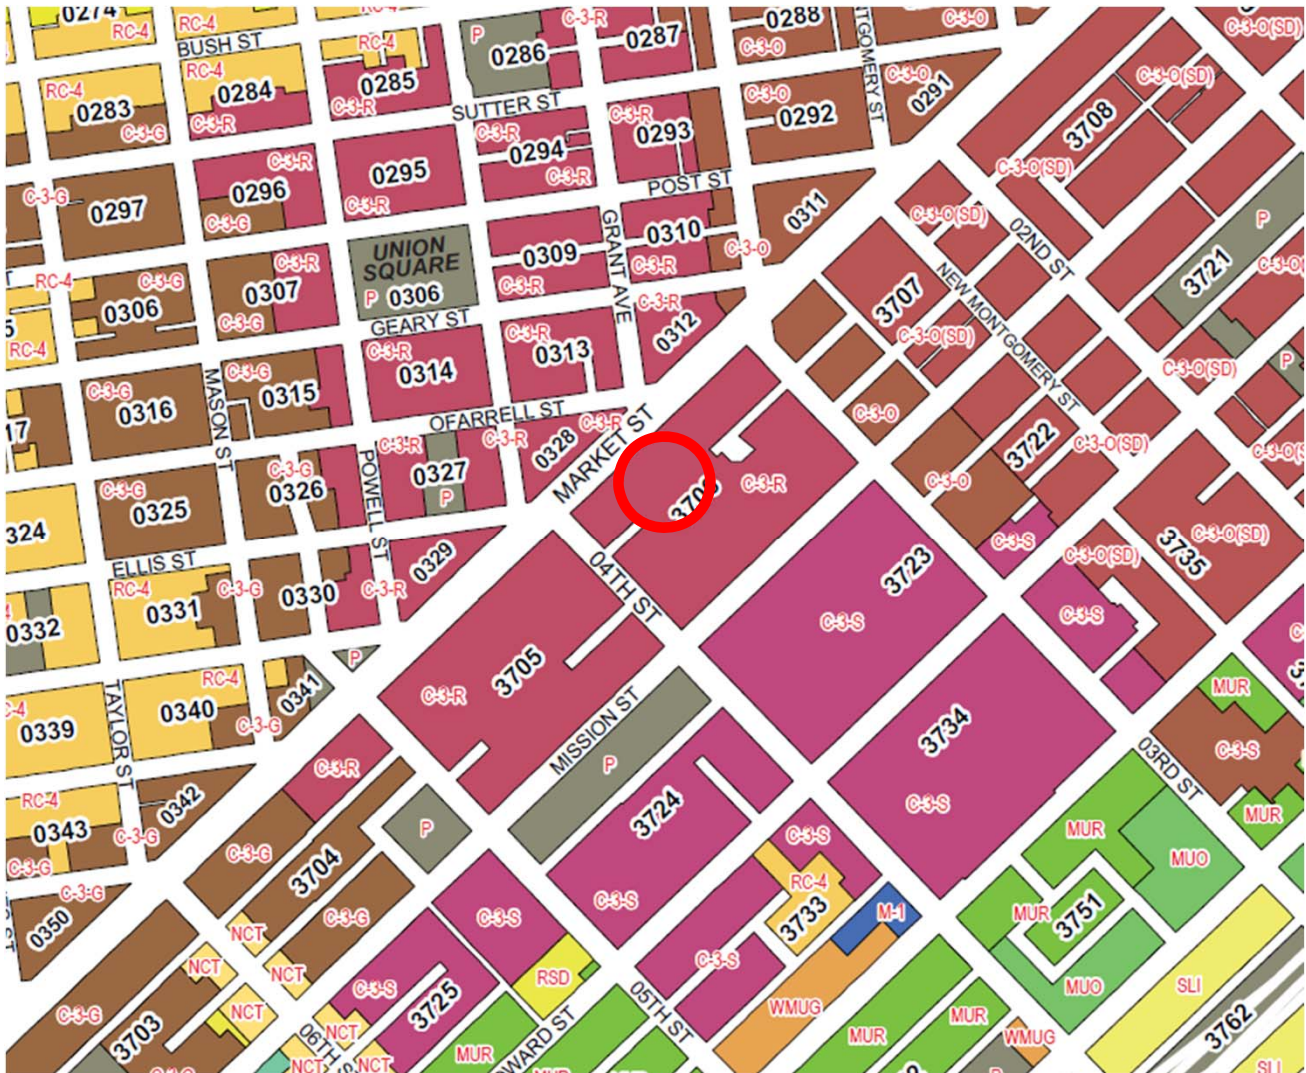 0274
RC-4
RC-4
RC-4
C-3-R
0288
C-3-O
BUSH ST
RC-4
0286
P
0287
C-3-O
C-3-O(SD)
RC-4
0283
C-3-G
RC-4
0284
C-3-R
0285
C-3-R
SUTTER ST
C-3-O
0292
C-3-O
0291
C-3-O(SD)
3708
C-3-R
0294
C-3-R
C-3-R
0293
C-3-G
0297
C-3-R
0296
C-3-G
0295
C-3-R
POST ST
C-3-O(SD)
0311
C-3-O(SD)
02ND ST
P
3721
UNION
SQUARE
P
0306
0309
C-3-R
GRANT AVE
0310
C-3-R
C-3-O
RC-4
C-3-G
0306
C-3-R
0307
C-3-G
GEARY ST
C-3-R
0312
3707
NEW MONTGOMERY ST
C-3-O(SD)
RC-4
C-3-R
0314
C-3-R
0313
C-3-O(SD)
P
C-3-G
0316
MASON ST
C-3-G
0315
OFARRELL ST
C-3-R
0328
MARKET ST
C-3-O
3722
C-3-O(SD)
17
C-3-G
0325
C-3-G
0326
POWELL ST
C-3-R
0327
P
C-3-R
C-3-R
C-3-O
C-3-S
C-3-O(SD)
C-3-O(SD)
3735
324
ELLIS ST
RC-4
0331
C-3-G
0330
C-3-R
0329
04TH ST
3723
C-3-S
C-3-S
0332
P
3705
C-3-R
RC-4
0340
C-3-G
0341
0339
TAYLOR ST
MISSION ST
P
3734
C-3-S
03RD ST
MUR
C-3-S
MUR
RC-4
0343
C-3-G
C-3-G
0342
C-3-R
C-3-G
3704
C-3-G
P
3724
C-3-S
C-3-S
RC-4
3733
M-1
MUR
MUO
C-3-G
0350
NCT
NCT
NCT
NCT
NCT
NCT
NCT
C-3-S
C-3-S
3725
RSD
C-3-S
WMUG
MUR
3751
MUO
SLI
C-3-G
3703
06TH
MUR
05TH ST
MUR
MUR
WMUG
P
3762
SLI